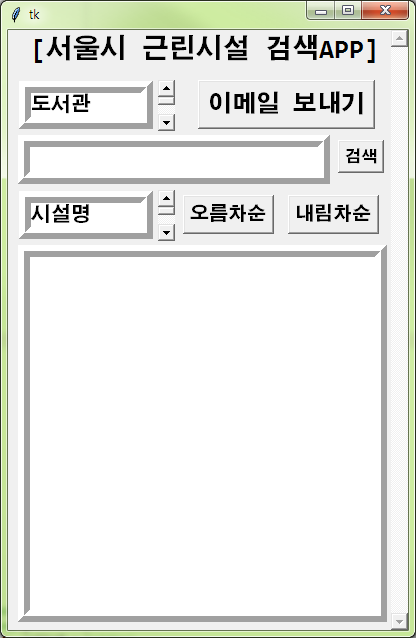 tk
[서울시 근린시설 검색APP]
도서관
이메일 보내기
검색
시설명
오름차순
내림차순